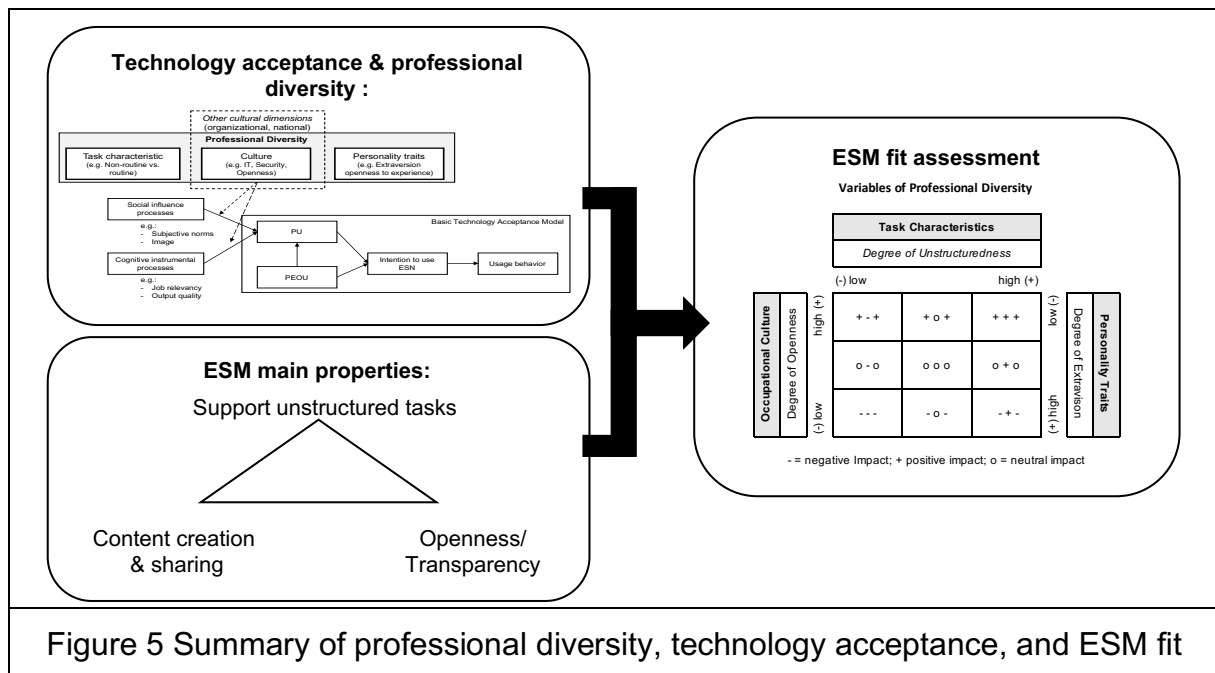 Technology acceptance & professional
diversity :
Other cultural dimensions
(organizational, national)
Professional Diversity
Task characteristic
(e.g. Non-routine vs.
routine)
Culture
(e.g. IT, Security,
Openness)
Personality traits
(e.g. Extraversion
openness to experience)
Social influence
processes
e.g.:
- Subjective norms
- Image
Cognitive instrumental
processes
e.g.:
- Job relevancy
- Output quality
Basic Technology Acceptance Model
PU
PEOU
Intention to use
ESN
Usage behavior
ESM main properties:
Support unstructured tasks
Content creation
& sharing
Openness/
Transparency
ESM fit assessment
Variables of Professional Diversity
Task Characteristics
Degree of Unstructuredness
(-) low high (+)
Occupational Culture
Degree of Openness
(-) low high (+)
+ - + + o + + + +
o - o o o o o + o
- - - - o - - + -
(-) low high (+)
Degree of Extravison
Personality Traits
- = negative Impact; + positive impact; o = neutral impact
Figure 5 Summary of professional diversity, technology acceptance, and ESM fit